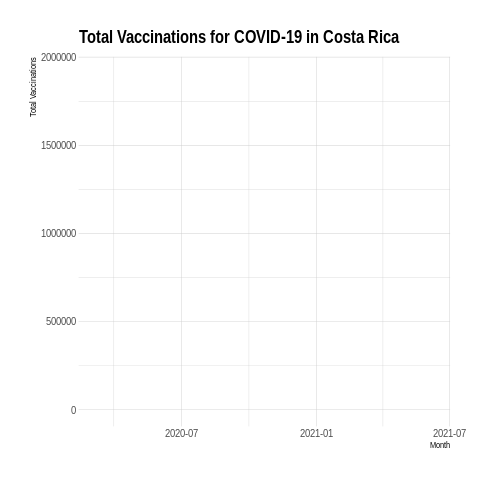 Total Vaccinations for COVID-19 in Costa Rica
Total Vaccinations
2000000
1500000
1000000
500000
0
2020-07
2021-01
2021-07
Month